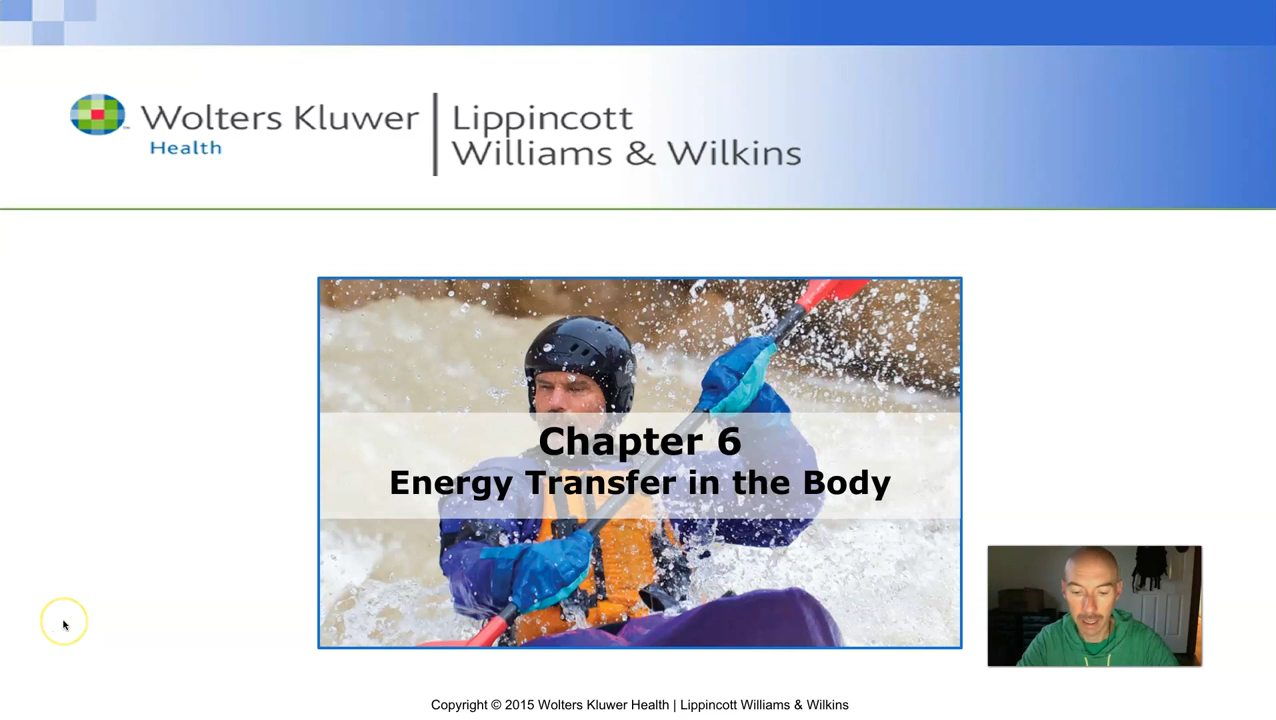 Wolters Kluwer
Health
Lippincott
Williams & Wilkins
Chapter 6
Energy Transfer in the Body
Copyright © 2015 Wolters Kluwer Health | Lippincott Williams & Wilkins